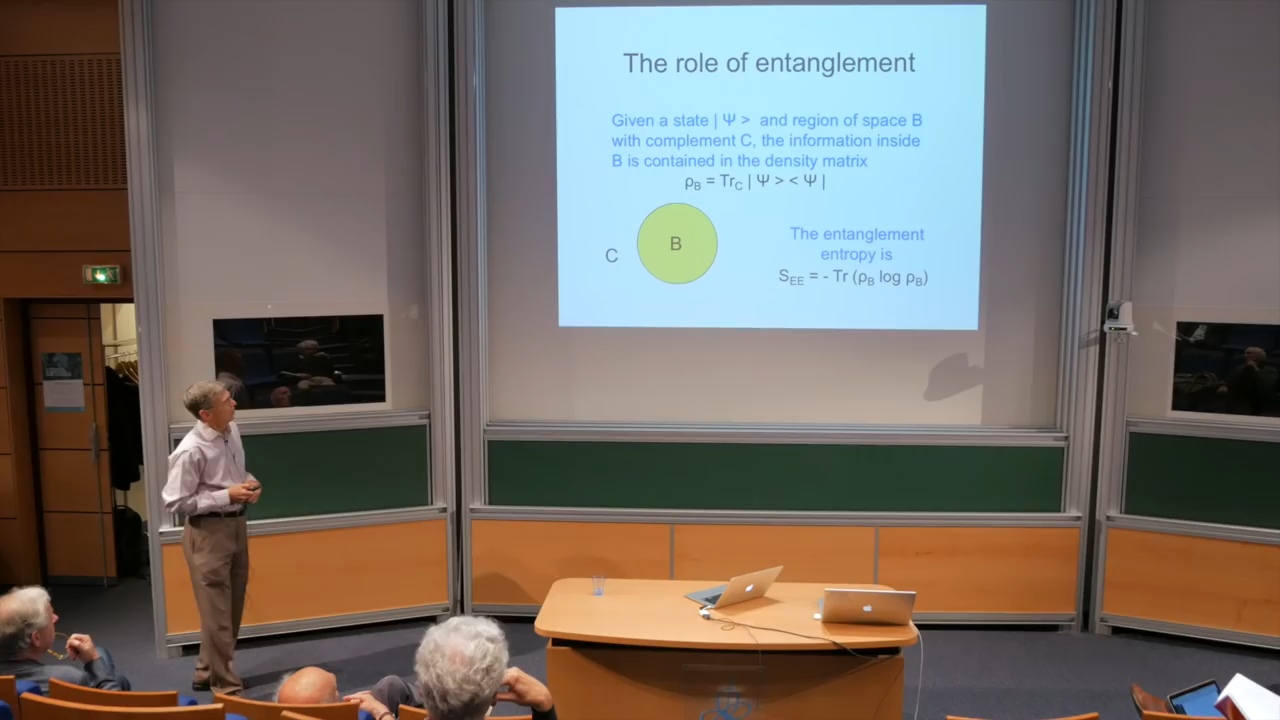 The role of entanglement
Given a state | Ψ > and region of space B
with complement C, the information inside
B is contained in the density matrix
ρB = TrC | Ψ > < Ψ |
C
B
The entanglement
entropy is
SEE = - Tr (ρB log ρB)